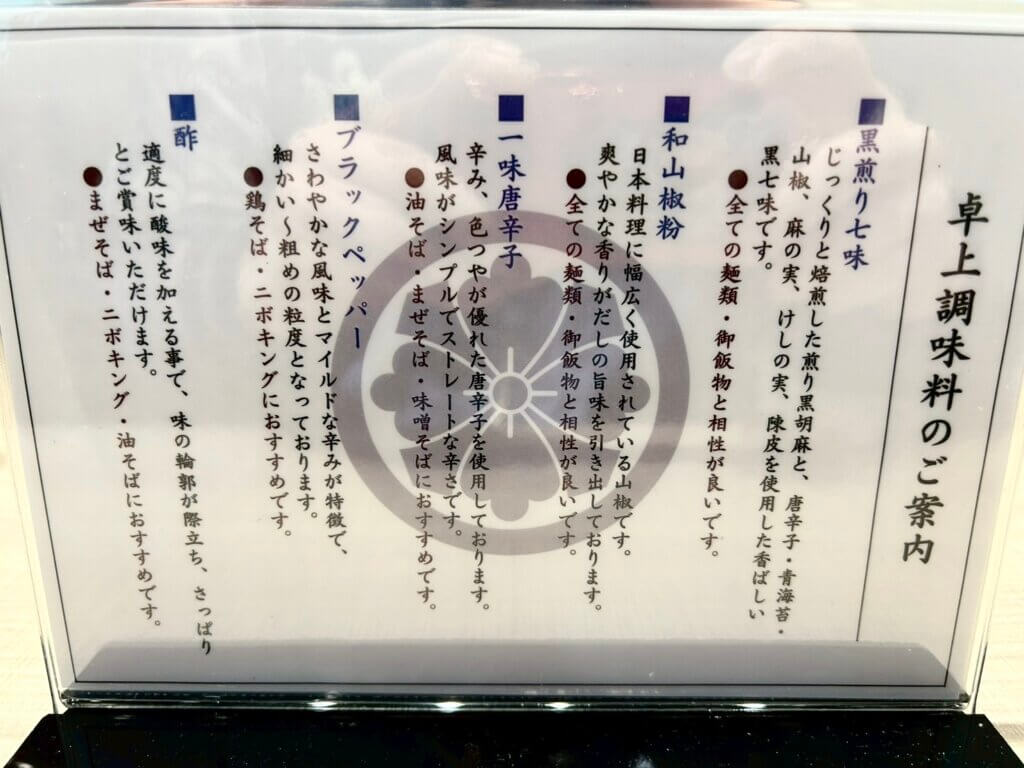 卓上調味料のご案内
■黒煎り七味
じっくりと焙煎した煎り黒胡麻と、唐辛子・青海苔・
山椒、麻の実、けしの実、陳皮を使用した香ばしい
黒七味です。
●全ての麺類・御飯物と相性が良いです。
■和山椒粉
日本料理に幅広く使用されている山椒です。
爽やかな香りがだしの旨味を引き出しております。
●全ての麺類・御飯物と相性が良いです。
■一味唐辛子
辛み、色つやが優れた唐辛子を使用しております。
風味がシンプルでストレートな辛さです。
●油そば・まぜそば・味噌そばにおすすめです。
■ブラックペッパー
さわやかな風味とマイルドな辛みが特徴で、
細かい～粗めの粒度となっております。
●鶏そば・ニボキングにおすすめです。
■酢
適度に酸味を加える事で、味の輪郭が際立ち、さっぱり
とご賞味いただけます。
●まぜそば・ニボキング・油そばにおすすめです。